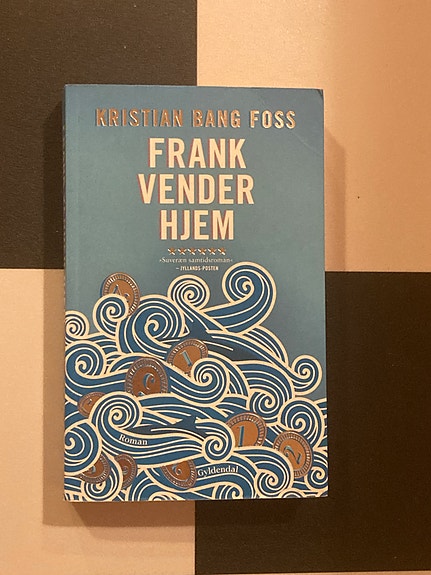 KRISTIAN BANG FOSS
FRANK
VENDER
HJEM
»Suveræn samtidsroman«
– JYLLANDS-POSTEN
Roman
Gyldendal